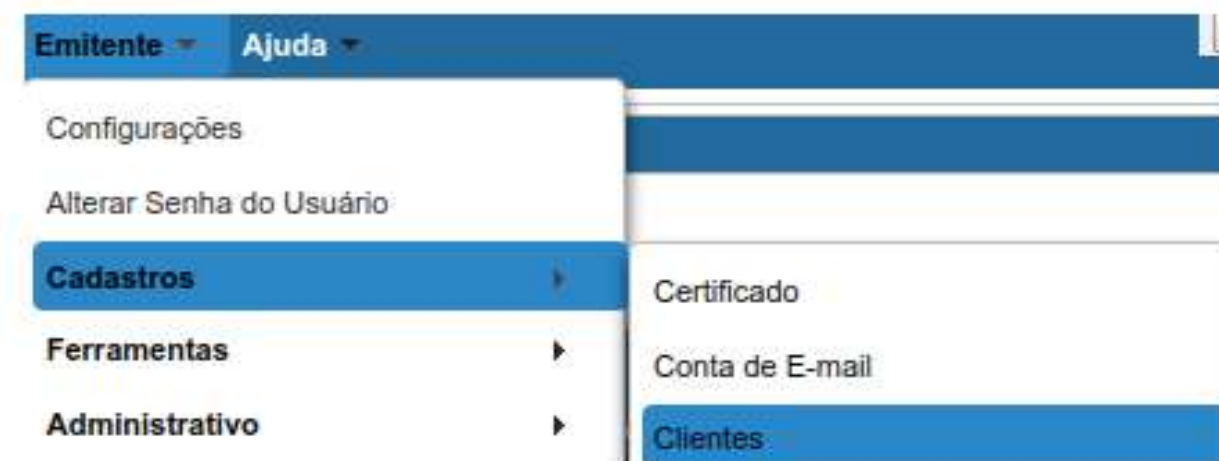 Emitente Ajuda
Configurações
Alterar Senha do Usuário
Cadastros
Ferramentas
Administrativo
Certificado
Conta de E-mail
Clientes